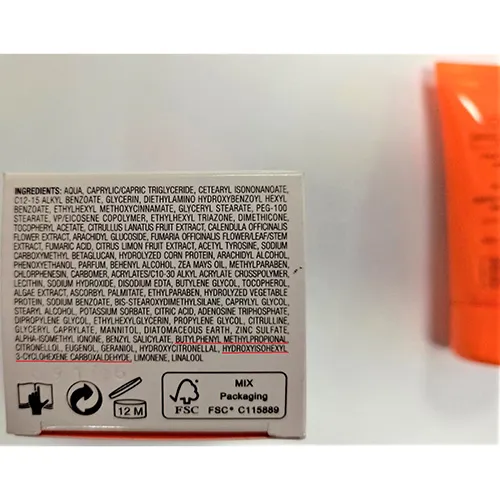 INGREDIENTS: AQUA, CAPRYLIC/CAPRIC TRIGLYCERIDE, CETEARYL ISONONANOATE,
C12-15 ALKYL BENZOATE, GLYCERIN, DIETHYLAMINO HYDROXYBENZOYL HEXYL
BENZOATE, ETHYLHEXYL METHOXYCINNAMATE, GLYCERYL STEARATE, PEG-100
STEARATE, VP/EICOSENE COPOLYMER, ETHYLHEXYL TRIAZONE, DIMETHICONE,
TOCOPHERYL ACETATE, CITRULLUS LANATUS FRUIT EXTRACT, CALENDULA OFFICINALIS
FLOWER EXTRACT, ARACHIDYL GLUCOSIDE, FUMARIA OFFICINALIS FLOWER/LEAF/STEM
EXTRACT, FUMARIC ACID, CITRUS LIMON FRUIT EXTRACT, ACETYL TYROSINE, SODIUM
CARBOXYMETHYL BETAGLUCAN, HYDROLYZED CORN PROTEIN, ARACHIDYL ALCOHOL,
PHENOXYETHANOL, PARFUM, BEHENYL ALCOHOL, ZEA MAYS OIL, METHYLPARABEN,
CHLORPHENESIN, CARBOMER, ACRYLATES/C10-30 ALKYL ACRYLATE CROSSPOLYMER,
LECITHIN, SODIUM HYDROXIDE, DISODIUM EDTA, BUTYLENE GLYCOL, TOCOPHEROL,
ALGAE EXTRACT, ASCORBYL PALMITATE, ETHYLPARABEN, HYDROLYZED VEGETABLE
PROTEIN, SODIUM BENZOATE, BIS-STEAROXYDIMETHYLSILANE, CAPRYLYL GLYCOL,
STEARYL ALCOHOL, POTASSIUM SORBATE, CITRIC ACID, ADENOSINE TRIPHOSPHATE,
DIPROPYLENE GLYCOL, ETHYLHEXYLGLYCERIN, PROPYLENE GLYCOL, CITRULLINE,
GLYCERYL CAPRYLATE, MANNITOL, DIATOMACEOUS EARTH, ZINC SULFATE,
ALPHA-ISOMETHYL IONONE, BENZYL SALICYLATE, BUTYLPHENYL METHYLPROPIONAL,
CITRONELLOL, EUGENOL, GERANIOL, HYDROXYCITRONELLAL, HYDROXYISOHEXYL
3-CYCLOHEXENE CARBOXALDEHYDE, LIMONENE, LINALOOL
12 M
FSC
MIX
Packaging
FSC® C115889